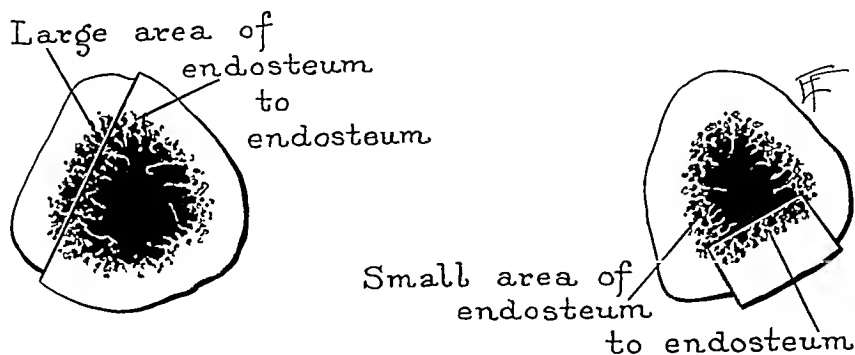 Large area of
endosteum
to
endosteum
Small area of
endosteum
to endosteum